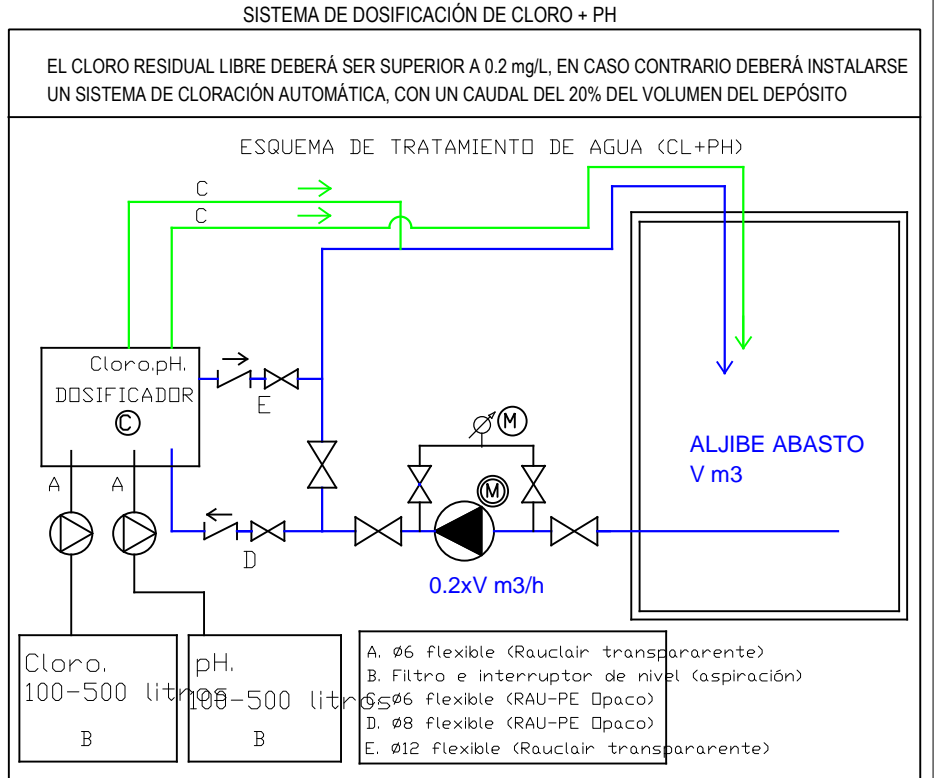 SISTEMA DE DOSIFICACIÓN DE CLORO + PH
EL CLORO RESIDUAL LIBRE DEBERÁ SER SUPERIOR A 0.2 mg/L, EN CASO CONTRARIO DEBERÁ INSTALARSE
UN SISTEMA DE CLORACIÓN AUTOMÁTICA, CON UN CAUDAL DEL 20% DEL VOLUMEN DEL DEPÓSITO
ESQUEMA DE TRATAMIENTO DE AGUA (CL+PH)
C
C
Cloro.pH.
DOSIFICADOR
C
E
M
M
ALJIBE ABASTO
V m3
A
A
D
0.2xV m3/h
Cloro.
100-500 litros
B
pH.
100-500 litros
B
A. Ø6 flexible (Rauclair transpararente)
B. Filtro e interruptor de nivel (aspiración)
C. Ø6 flexible (RAU-PE Opaco)
D. Ø8 flexible (RAU-PE Opaco)
E. Ø12 flexible (Rauclair transpararente)